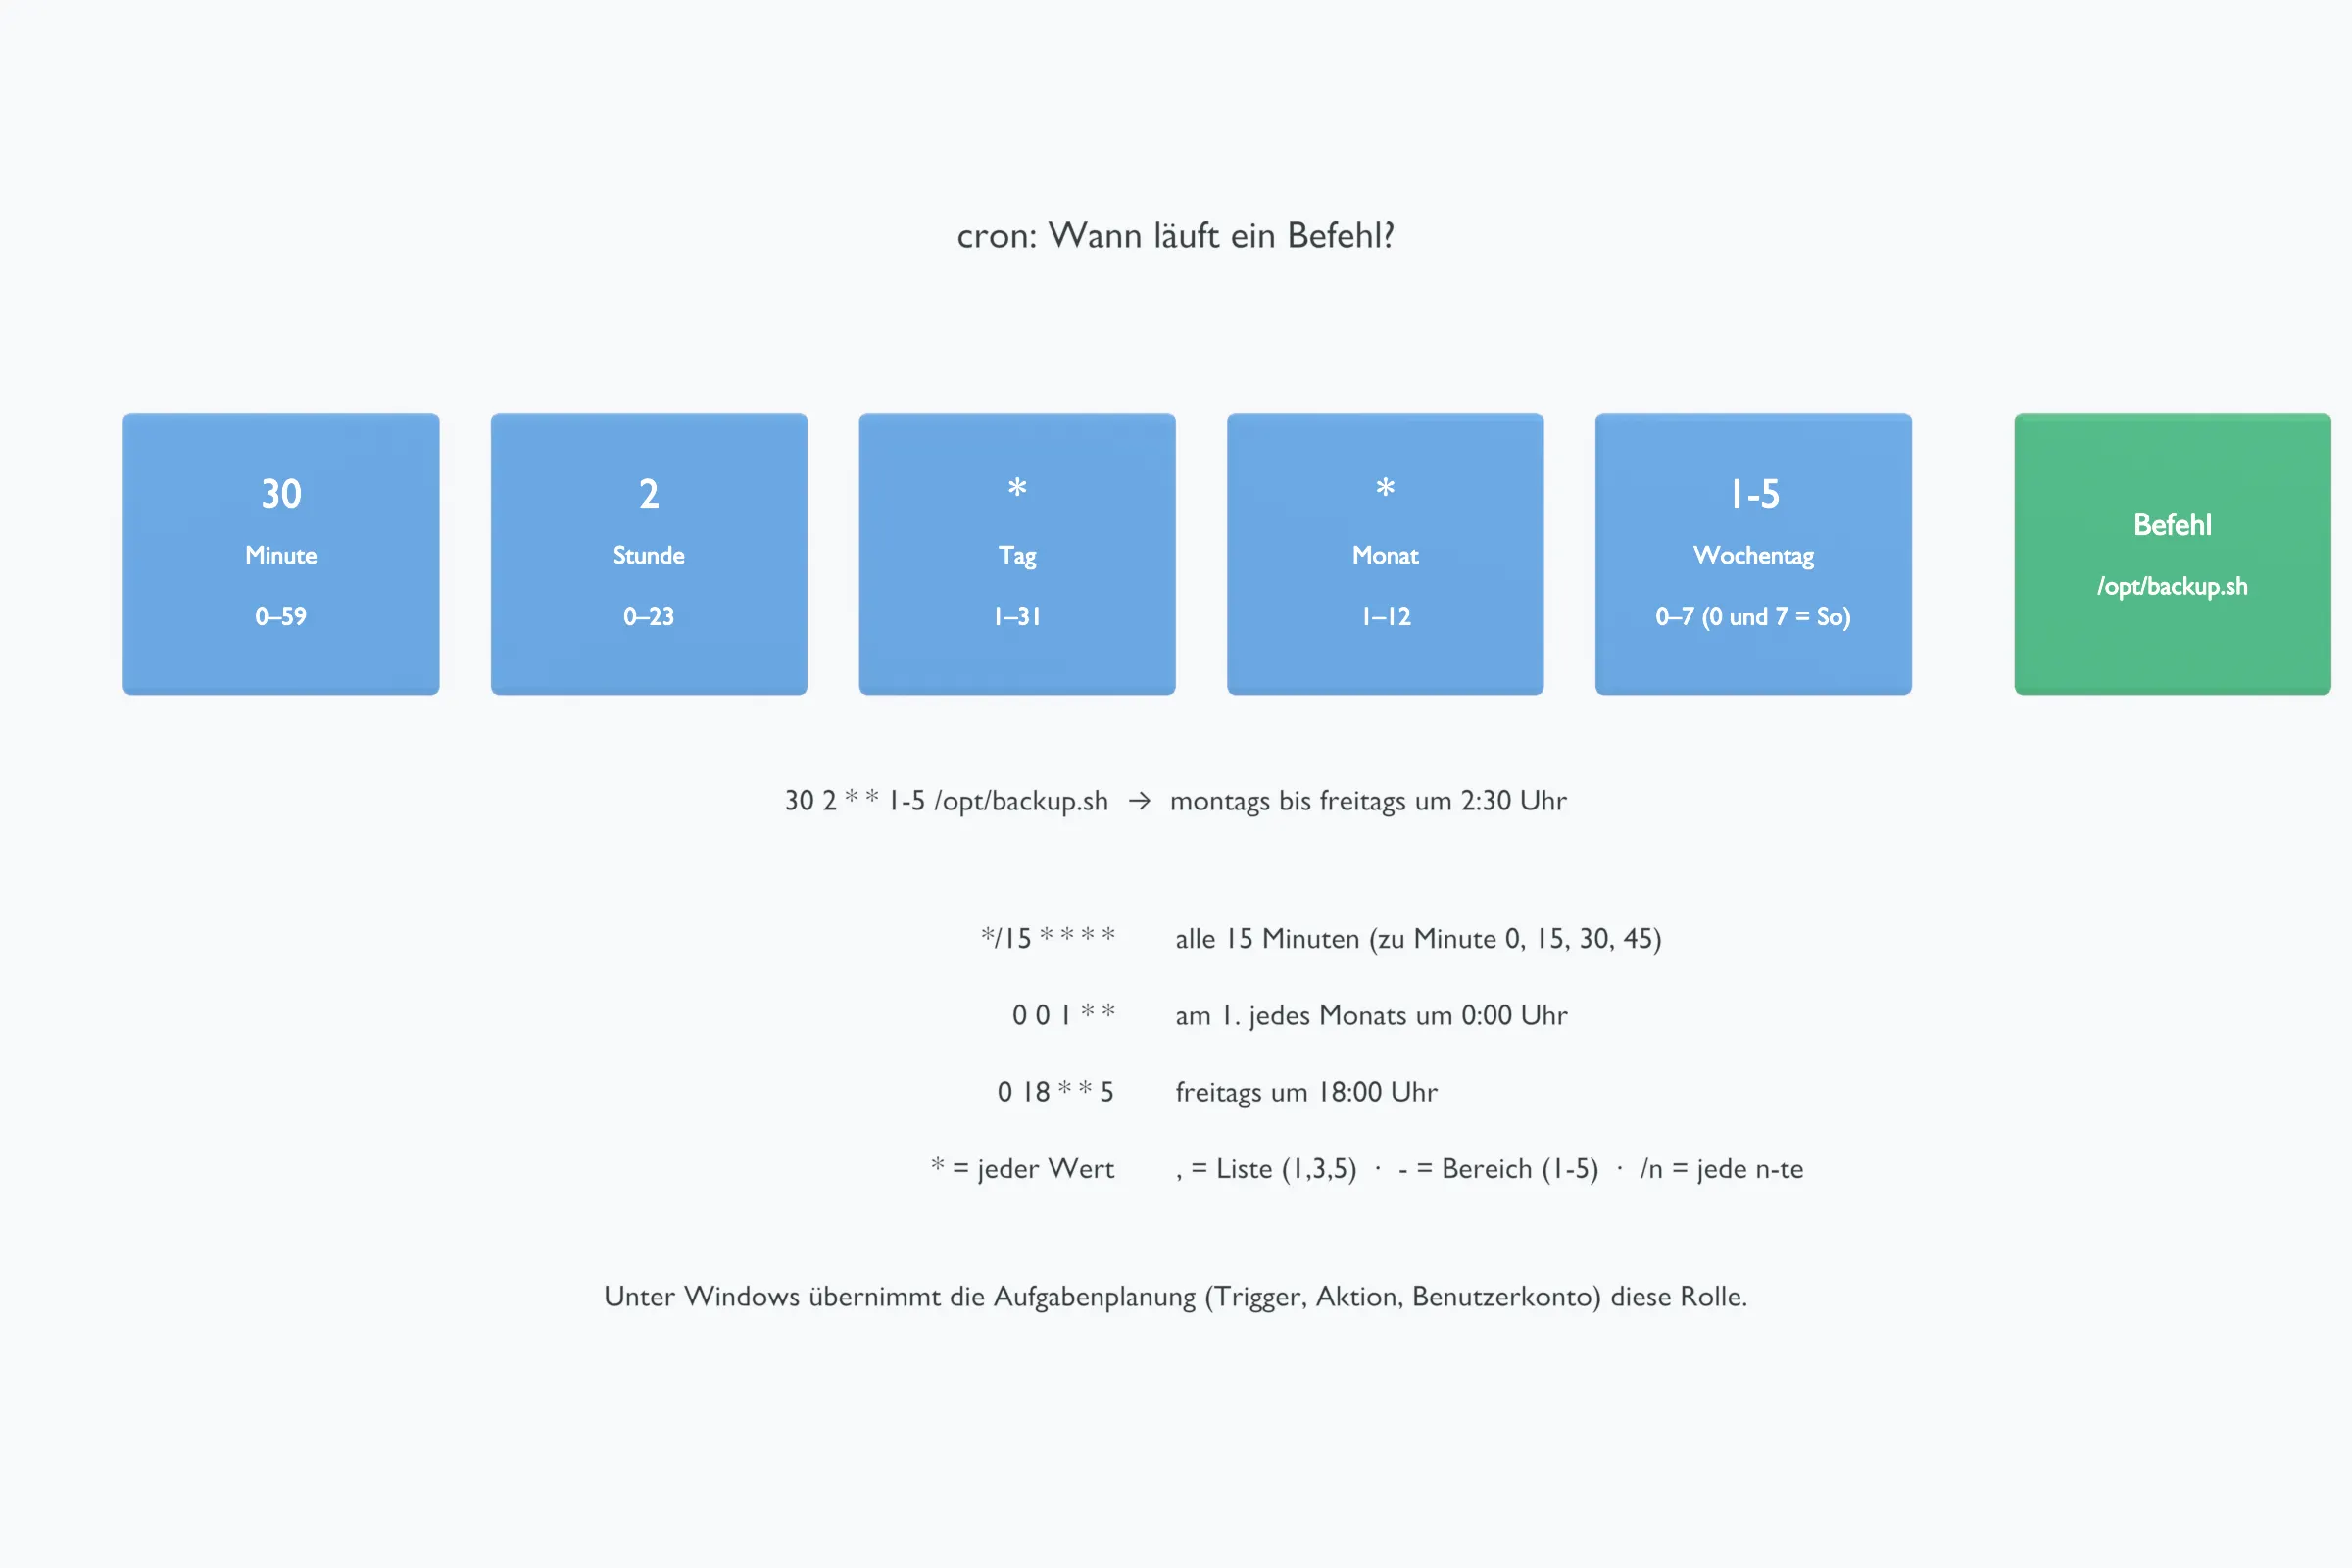 cron: Wann läuft ein Befehl?
30
Minute
0–59
2
Stunde
0–23
*
Tag
1–31
*
Monat
1–12
1-5
Wochentag
0–7 (0 und 7 = So)
Befehl
/opt/backup.sh
30 2 * * 1-5 /opt/backup.sh → montags bis freitags um 2:30 Uhr
*/15 * * * * alle 15 Minuten (zu Minute 0, 15, 30, 45)
0 0 1 * * am 1. jedes Monats um 0:00 Uhr
0 18 * * 5 freitags um 18:00 Uhr
* = jeder Wert , = Liste (1,3,5) · - = Bereich (1-5) · /n = jede n-te
Unter Windows übernimmt die Aufgabenplanung (Trigger, Aktion, Benutzerkonto) diese Rolle.